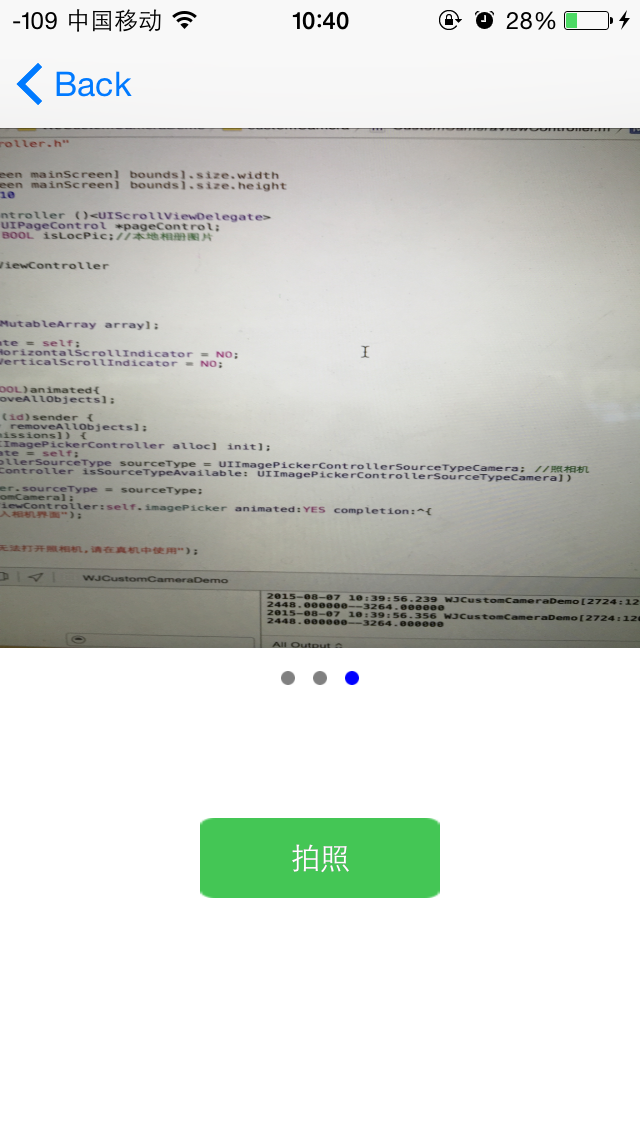 -109 中国移动 10:40 28%
Back
roller.h"
een mainScreen] bounds].size.width
een mainScreen] bounds].size.height
10
ntroller ()<UIScrollViewDelegate>
UIPageControl *pageControl;
BOOL isLocPic;//本地相册图片
ViewController
MutableArray array];
te = self;
HorizontalScrollIndicator = NO;
VerticalScrollIndicator = NO;
OOL)animated{
oveAllObjects];
(id)sender {
removeAllObjects];
missions]) {
IImagePickerController alloc] init];
ate = self;
ollerSourceType sourceType = UIImagePickerControllerSourceTypeCamera; //照相机
Controller isSourceTypeAvailable: UIImagePickerControllerSourceTypeCamera])
er.sourceType = sourceType;
omCamera];
iewController:self.imagePicker animated:YES completion:^{
入相机界面");
无法打开照相机,请在真机中使用");
WJCustomCameraDemo
2015-08-07 10:39:56.239 WJCustomCameraDemo[2724:12
2448.000000--3264.000000
2015-08-07 10:39:56.356 WJCustomCameraDemo[2724:12
2448.000000--3264.000000
All Output
拍照